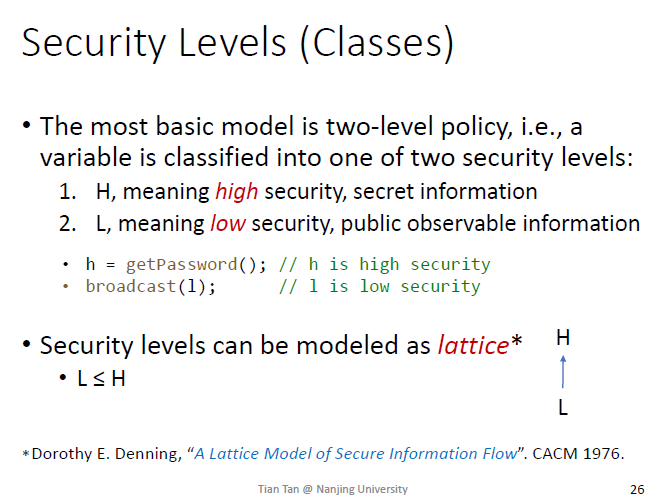 Security Levels (Classes)
• The most basic model is two-level policy, i.e., a
variable is classified into one of two security levels:
1. H, meaning high security, secret information
2. L, meaning low security, public observable information
• h = getPassword(); // h is high security
• broadcast(l); // l is low security
• Security levels can be modeled as lattice*
H
• L ≤ H
L
*Dorothy E. Denning, “A Lattice Model of Secure Information Flow”. CACM 1976.
Tian Tan @ Nanjing University
26